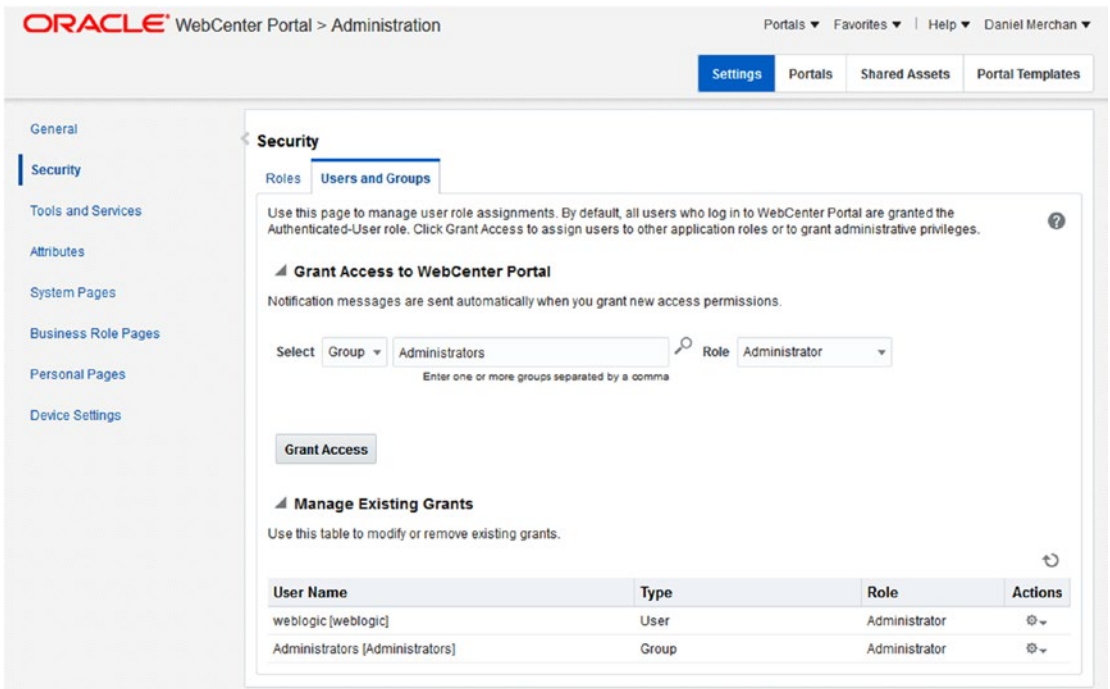 ORACLE' WebCenter Portal > Administration
Portals Favorites | Help Daniel Merchan
Settings Portals Shared Assets Portal Templates
General
Security
Tools and Services
Attributes
System Pages
Business Role Pages
Personal Pages
Device Settings
Security
Roles Users and Groups
Use this page to manage user role assignments. By default, all users who log in to WebCenter Portal are granted the
Authenticated-User role. Click Grant Access to assign users to other application roles or to grant administrative privileges.
?
Grant Access to WebCenter Portal
Notification messages are sent automatically when you grant new access permissions.
Select Group Administrators Role Administrator
Enter one or more groups separated by a comma
Grant Access
Manage Existing Grants
Use this table to modify or remove existing grants.
User Name Type Role Actions
weblogic [weblogic] User Administrator
Administrators [Administrators] Group Administrator